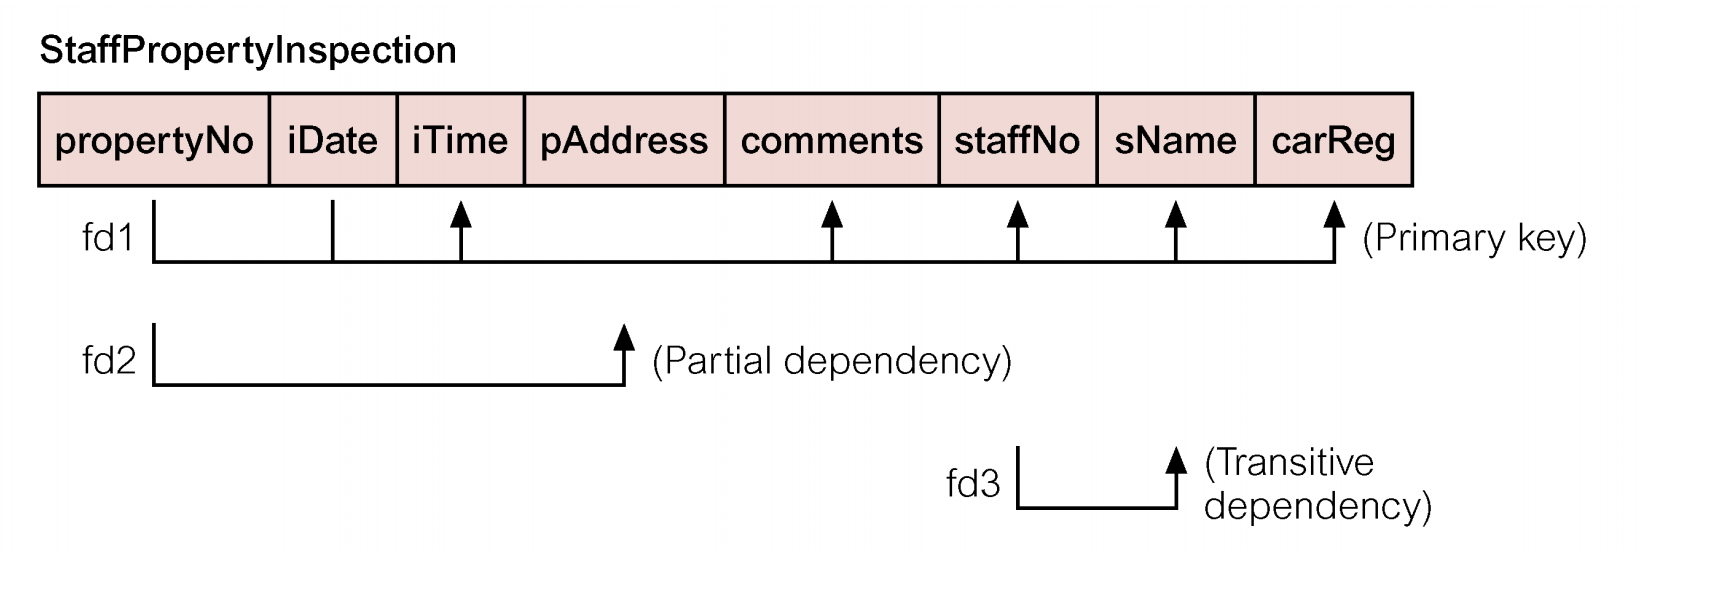 StaffPropertyInspection
propertyNo iDate iTime pAddress comments staffNo sName carReg
fd1 (Primary key)
fd2 (Partial dependency)
fd3 (Transitive
dependency)